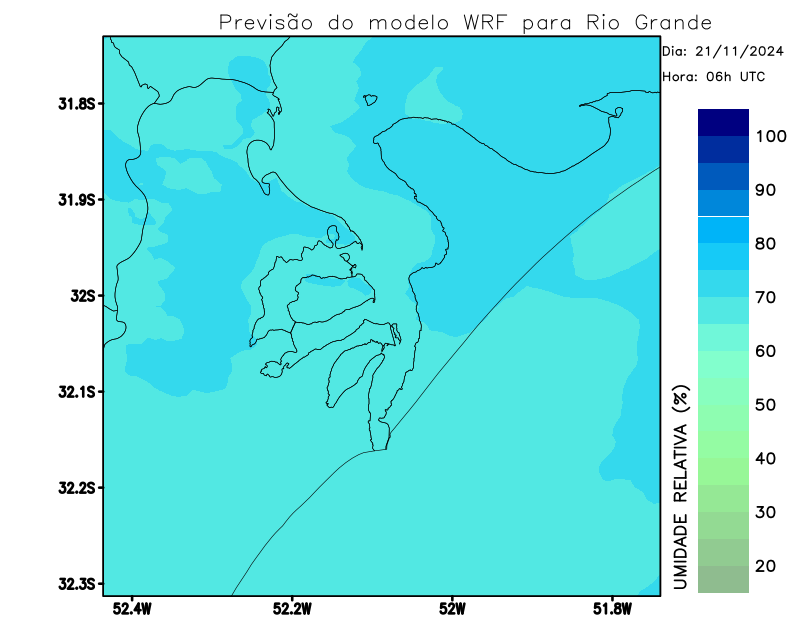 Previsão do modelo WRF para Rio Grande
Dia: 21/11/2024
Hora: 06h UTC
31.8S
31.9S
32S
32.1S
32.2S
32.3S
52.4W
52.2W
52W
51.8W
UMIDADE RELATIVA (%)
100
90
80
70
60
50
40
30
20